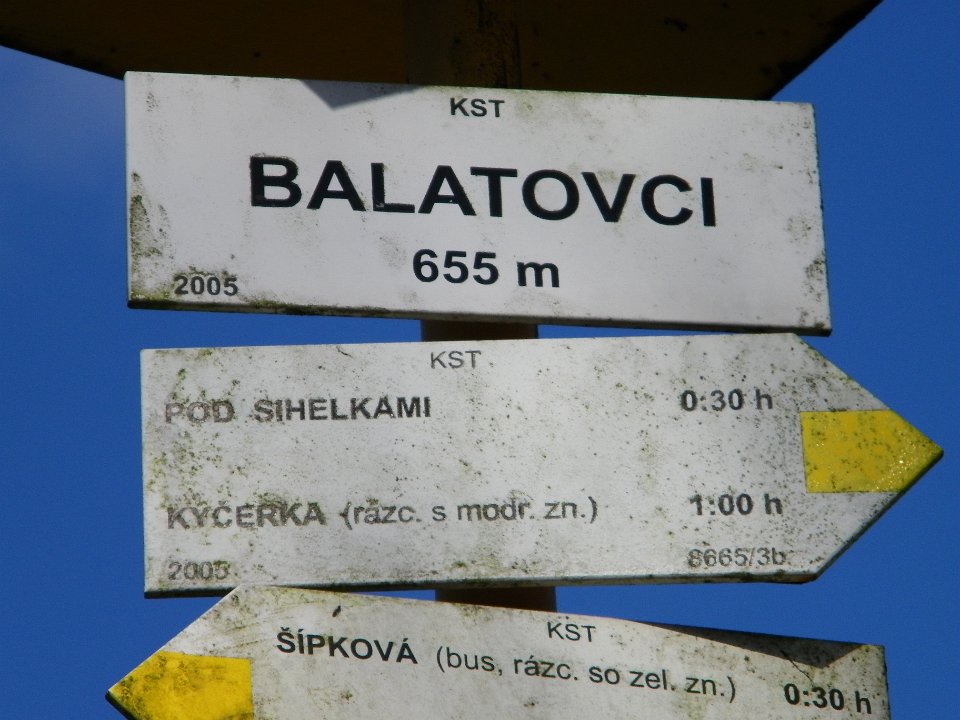 KST
BALATOVCI
655 m
2005
KST
POD SIHELKAMI 0:30 h
KYČERKA (rázc. s modr. zn.) 1:00 h
2005 8665/3b
KST
ŠÍPKOVÁ (bus, rázc. so zel. zn.) 0:30 h